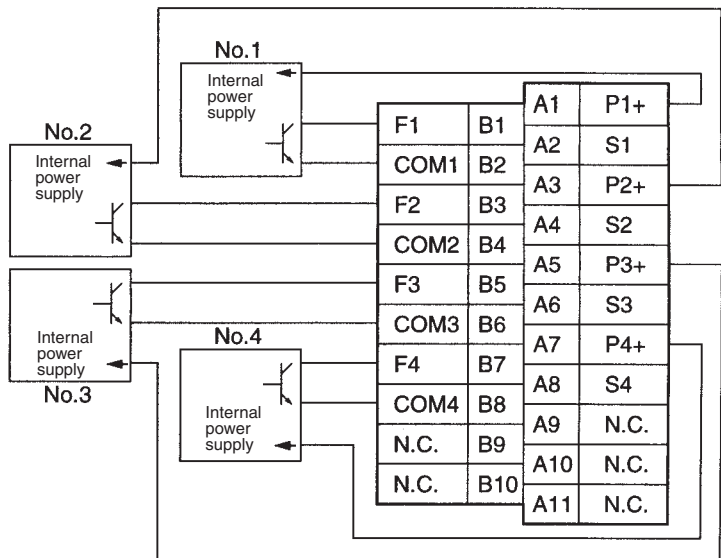 No.1
Internal
power
supply
No.2
Internal
power
supply
Internal
power
supply
No.3
No.4
Internal
power
supply
F1 B1
COM1 B2
F2 B3
COM2 B4
F3 B5
COM3 B6
F4 B7
COM4 B8
N.C. B9
N.C. B10
A1 P1+
A2 S1
A3 P2+
A4 S2
A5 P3+
A6 S3
A7 P4+
A8 S4
A9 N.C.
A10 N.C.
A11 N.C.